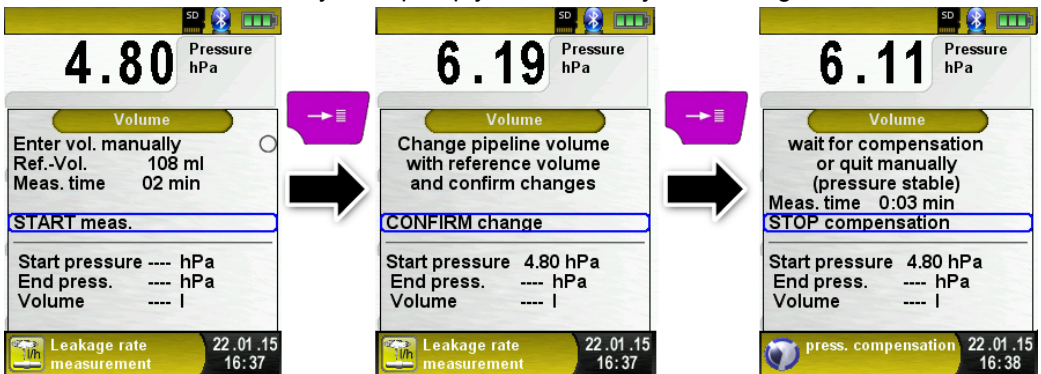 SD
4.80 Pressure
hPa
Volume
Enter vol. manually
Ref.-Vol. 108 ml
Meas. time 02 min
START meas.
Start pressure ---- hPa
End press. ---- hPa
Volume ---- l
l/h Leakage rate 22.01.15
measurement 16:37
SD
6.19 Pressure
hPa
Volume
Change pipeline volume
with reference volume
and confirm changes
CONFIRM change
Start pressure 4.80 hPa
End press. ---- hPa
Volume ---- l
l/h Leakage rate 22.01.15
measurement 16:37
SD
6.11 Pressure
hPa
Volume
wait for compensation
or quit manually
(pressure stable)
Meas. time 0:03 min
STOP compensation
Start pressure 4.80 hPa
End press. ---- hPa
Volume ---- l
press. compensation 22.01.15
16:38